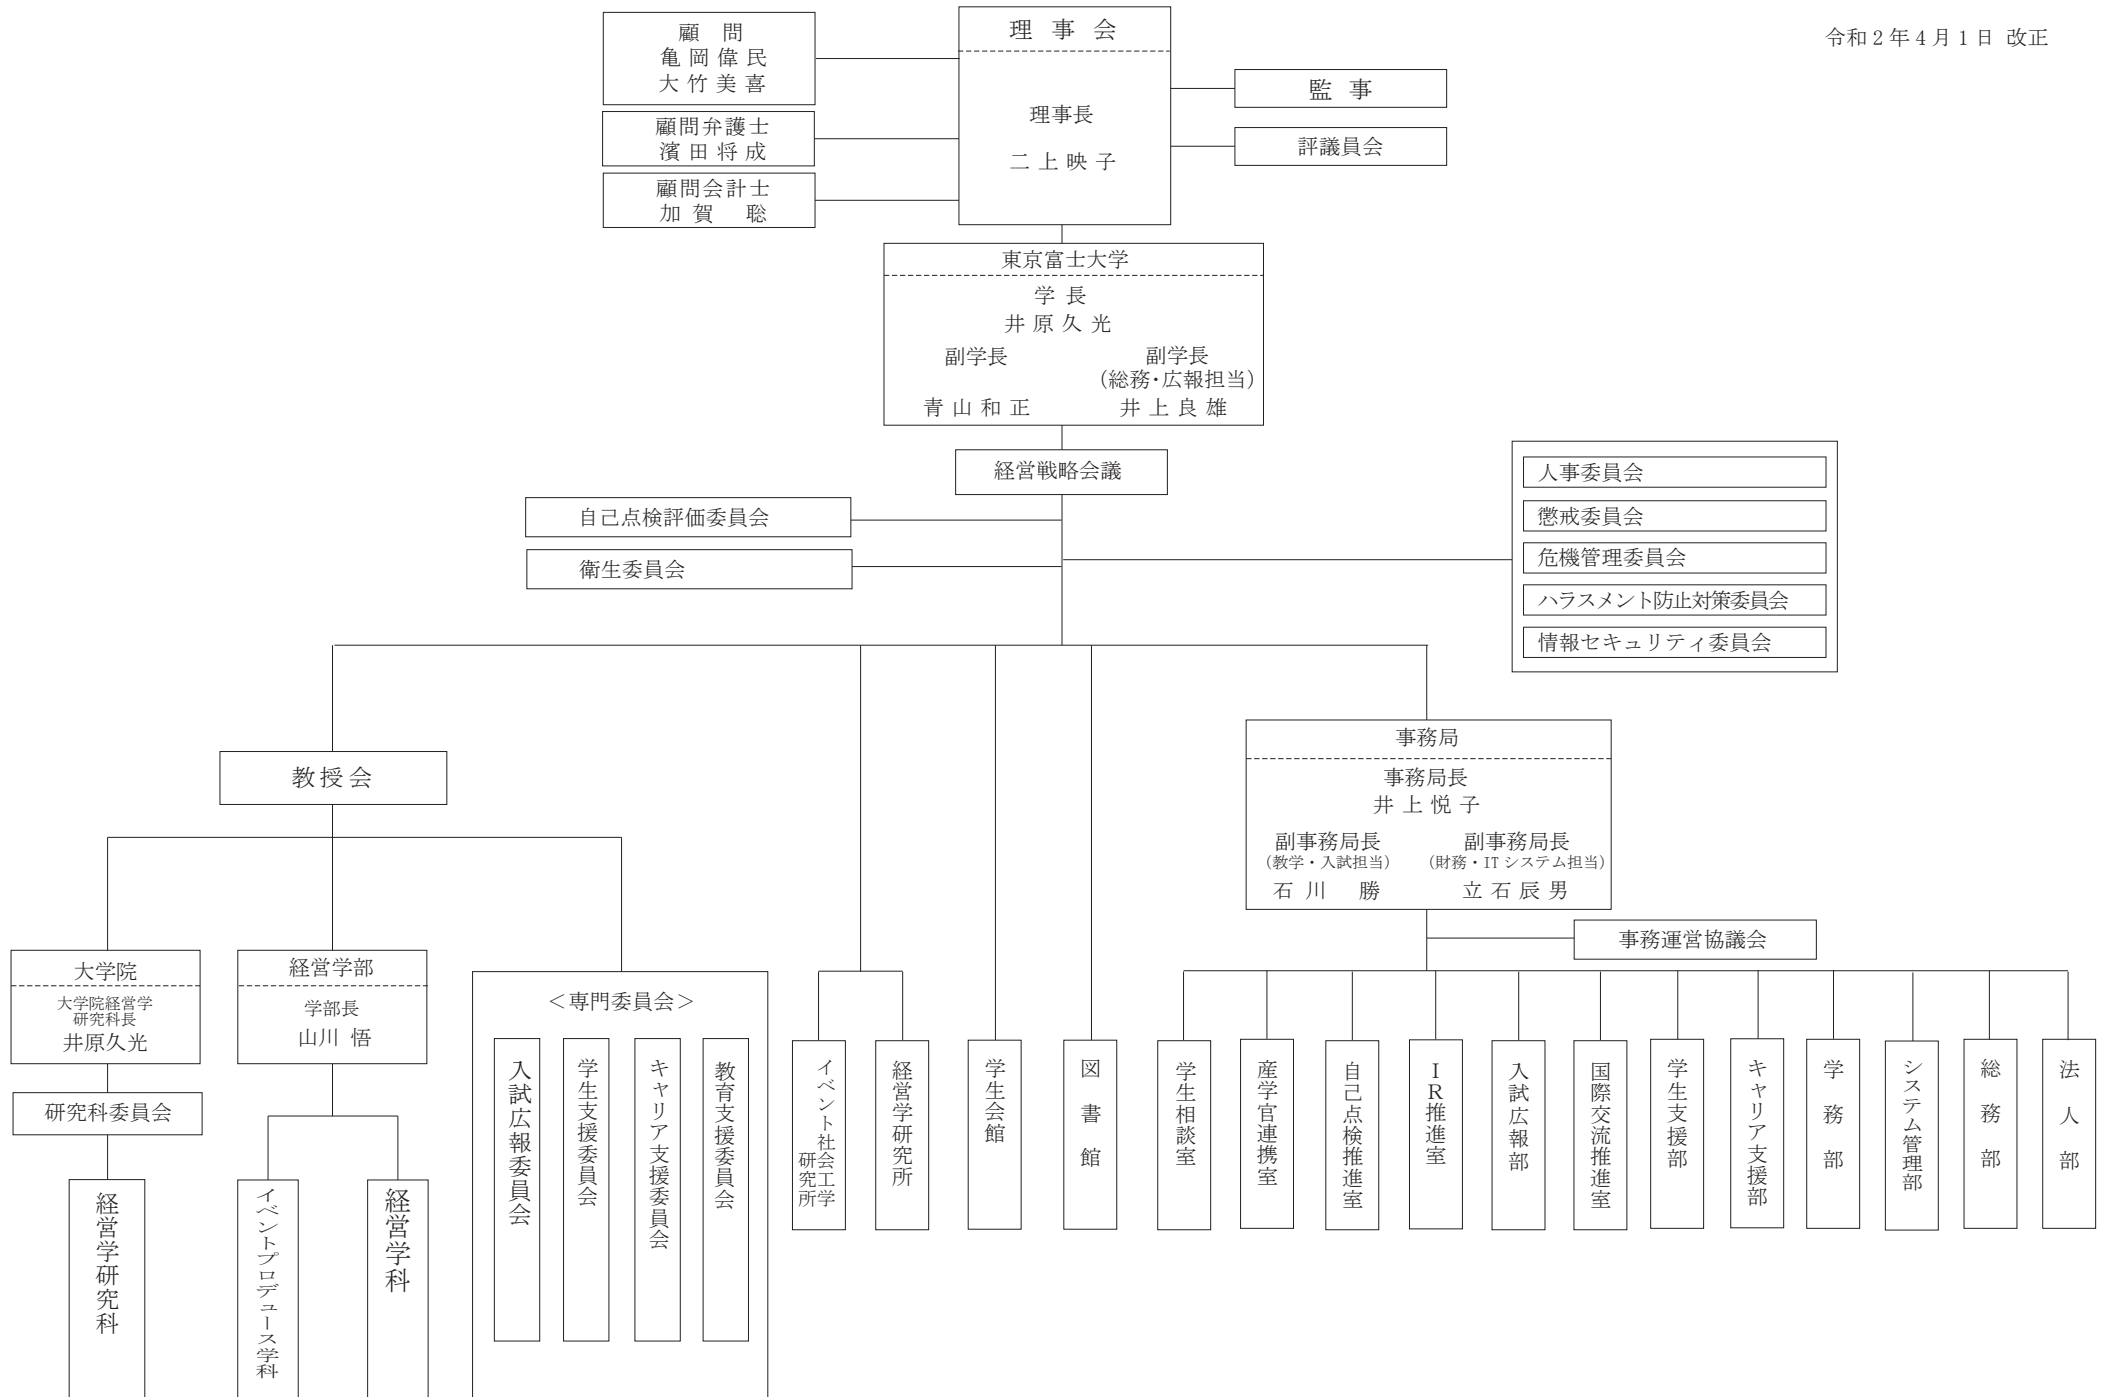 令和2年4月1日 改正
顧 問
亀岡偉民
大竹美喜
顧問弁護士
濱田将成
顧問会計士
加賀 聡
理 事 会
理事長
二上映子
監 事
評議員会
東京富士大学
学 長
井原久光
副学長
青山和正
副学長
(総務・広報担当)
井上良雄
経営戦略会議
自己点検評価委員会
衛生委員会
人事委員会
懲戒委員会
危機管理委員会
ハラスメント防止対策委員会
情報セキュリティ委員会
教授会
事務局
事務局長
井上悦子
副事務局長
(教学・入試担当)
石川 勝
副事務局長
(財務・ITシステム担当)
立石辰男
事務運営協議会
大学院
大学院経営学
研究科長
井原久光
研究科委員会
経営学研究科
経営学部
学部長
山川 悟
イベントプロデュース学科
経営学科
＜専門委員会＞
入試広報委員会
学生支援委員会
キャリア支援委員会
教育支援委員会
イベント社会工学
研究所
経営学研究所
学生会館
図書館
学生相談室
産学官連携室
自己点検推進室
IR推進室
入試広報部
国際交流推進室
学生支援部
キャリア支援部
学務部
システム管理部
総務部
法人部